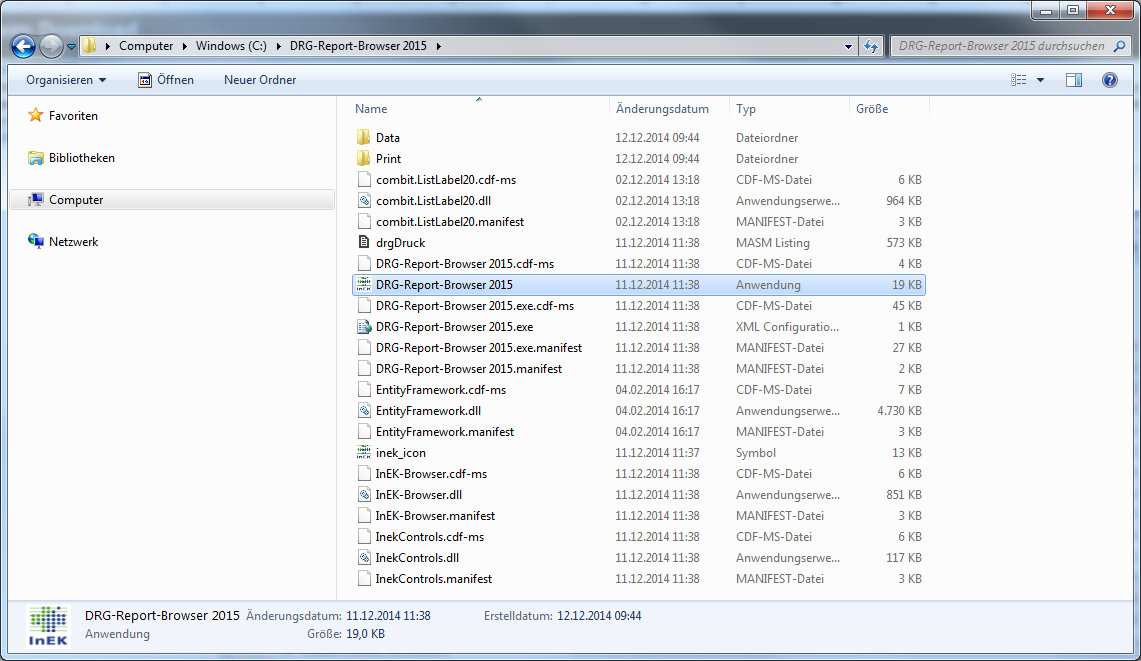 Computer Windows (C:) DRG-Report-Browser 2015 DRG-Report-Browser 2015 durchsuchen
Organisieren Öffnen Neuer Ordner
Favoriten
Bibliotheken
Computer
Netzwerk
Name Änderungsdatum Typ Größe
Data 12.12.2014 09:44 Dateiordner
Print 12.12.2014 09:44 Dateiordner
combit.ListLabel20.cdf-ms 02.12.2014 13:18 CDF-MS-Datei 6 KB
combit.ListLabel20.dll 02.12.2014 13:18 Anwendungserwe... 964 KB
combit.ListLabel20.manifest 02.12.2014 13:18 MANIFEST-Datei 3 KB
drgDruck 11.12.2014 11:38 MASM Listing 573 KB
DRG-Report-Browser 2015.cdf-ms 11.12.2014 11:38 CDF-MS-Datei 4 KB
DRG-Report-Browser 2015 11.12.2014 11:38 Anwendung 19 KB
DRG-Report-Browser 2015.exe.cdf-ms 11.12.2014 11:38 CDF-MS-Datei 45 KB
DRG-Report-Browser 2015.exe 11.12.2014 11:38 XML Configuratio... 1 KB
DRG-Report-Browser 2015.exe.manifest 11.12.2014 11:38 MANIFEST-Datei 27 KB
DRG-Report-Browser 2015.manifest 11.12.2014 11:38 MANIFEST-Datei 2 KB
EntityFramework.cdf-ms 04.02.2014 16:17 CDF-MS-Datei 7 KB
EntityFramework.dll 04.02.2014 16:17 Anwendungserwe... 4.730 KB
EntityFramework.manifest 04.02.2014 16:17 MANIFEST-Datei 3 KB
inek_icon 11.12.2014 11:37 Symbol 13 KB
InEK-Browser.cdf-ms 11.12.2014 11:38 CDF-MS-Datei 6 KB
InEK-Browser.dll 11.12.2014 11:38 Anwendungserwe... 851 KB
InEK-Browser.manifest 11.12.2014 11:38 MANIFEST-Datei 3 KB
InekControls.cdf-ms 11.12.2014 11:38 CDF-MS-Datei 6 KB
InekControls.dll 11.12.2014 11:38 Anwendungserwe... 117 KB
InekControls.manifest 11.12.2014 11:38 MANIFEST-Datei 3 KB
InEK
DRG-Report-Browser 2015 Änderungsdatum: 11.12.2014 11:38 Erstelldatum: 12.12.2014 09:44
Anwendung Größe: 19,0 KB